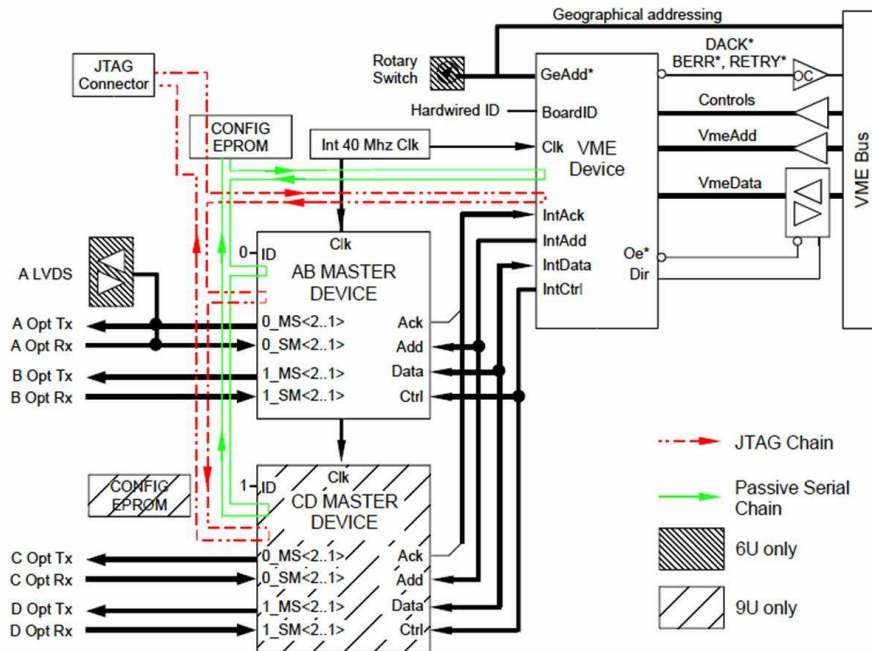 Geographical addressing
JTAG
Connector
Rotary
Switch
GeAdd*
DACK*
BERR*, RETRY*
OC
Hardwired ID
BoardID
Controls
CONFIG
EPROM
Int 40 Mhz Clk
Clk
VME
Device
VmeAdd
VME Bus
VmeData
IntAck
IntAdd
IntData
IntCtrl
Oe*
Dir
Clk
0
ID
AB MASTER
DEVICE
A LVDS
A Opt Tx
0_MS<2..1>
Ack
A Opt Rx
0_SM<2..1>
Add
B Opt Tx
1_MS<2..1>
Data
B Opt Rx
1_SM<2..1>
Ctrl
JTAG Chain
Clk
CONFIG
EPROM
1
ID
CD MASTER
DEVICE
Passive Serial
Chain
6U only
C Opt Tx
0_MS<2..1>
Ack
C Opt Rx
0_SM<2..1>
Add
D Opt Tx
1_MS<2..1>
Data
D Opt Rx
1_SM<2..1>
Ctrl
9U only